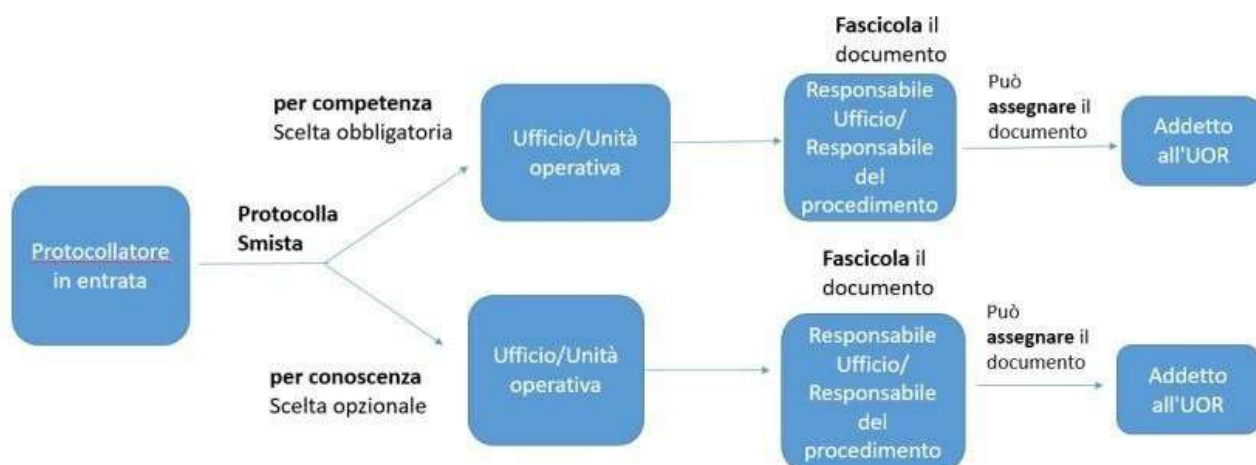 Fascicola il
documento
per competenza
Scelta obbligatoria
Ufficio/Unità
operativa
Responsabile
Ufficio/
Responsabile
del
procedimento
Può
assegnare il
documento
Addetto
all'UOR
Protocollatore
in entrata
Protocolla
Smista
Fascicola il
documento
per conoscenza
Scelta opzionale
Ufficio/Unità
operativa
Responsabile
Ufficio/
Responsabile
del
procedimento
Può
assegnare il
documento
Addetto
all'UOR